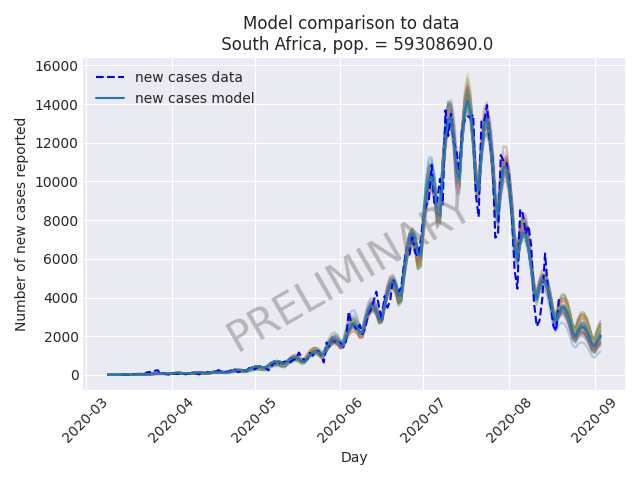 Model comparison to data
South Africa, pop. = 59308690.0
new cases data
new cases model
16000
14000
12000
10000
8000
6000
4000
2000
0
Number of new cases reported
PRELIMINARY
2020-03
2020-04
2020-05
2020-06
2020-07
2020-08
2020-09
Day